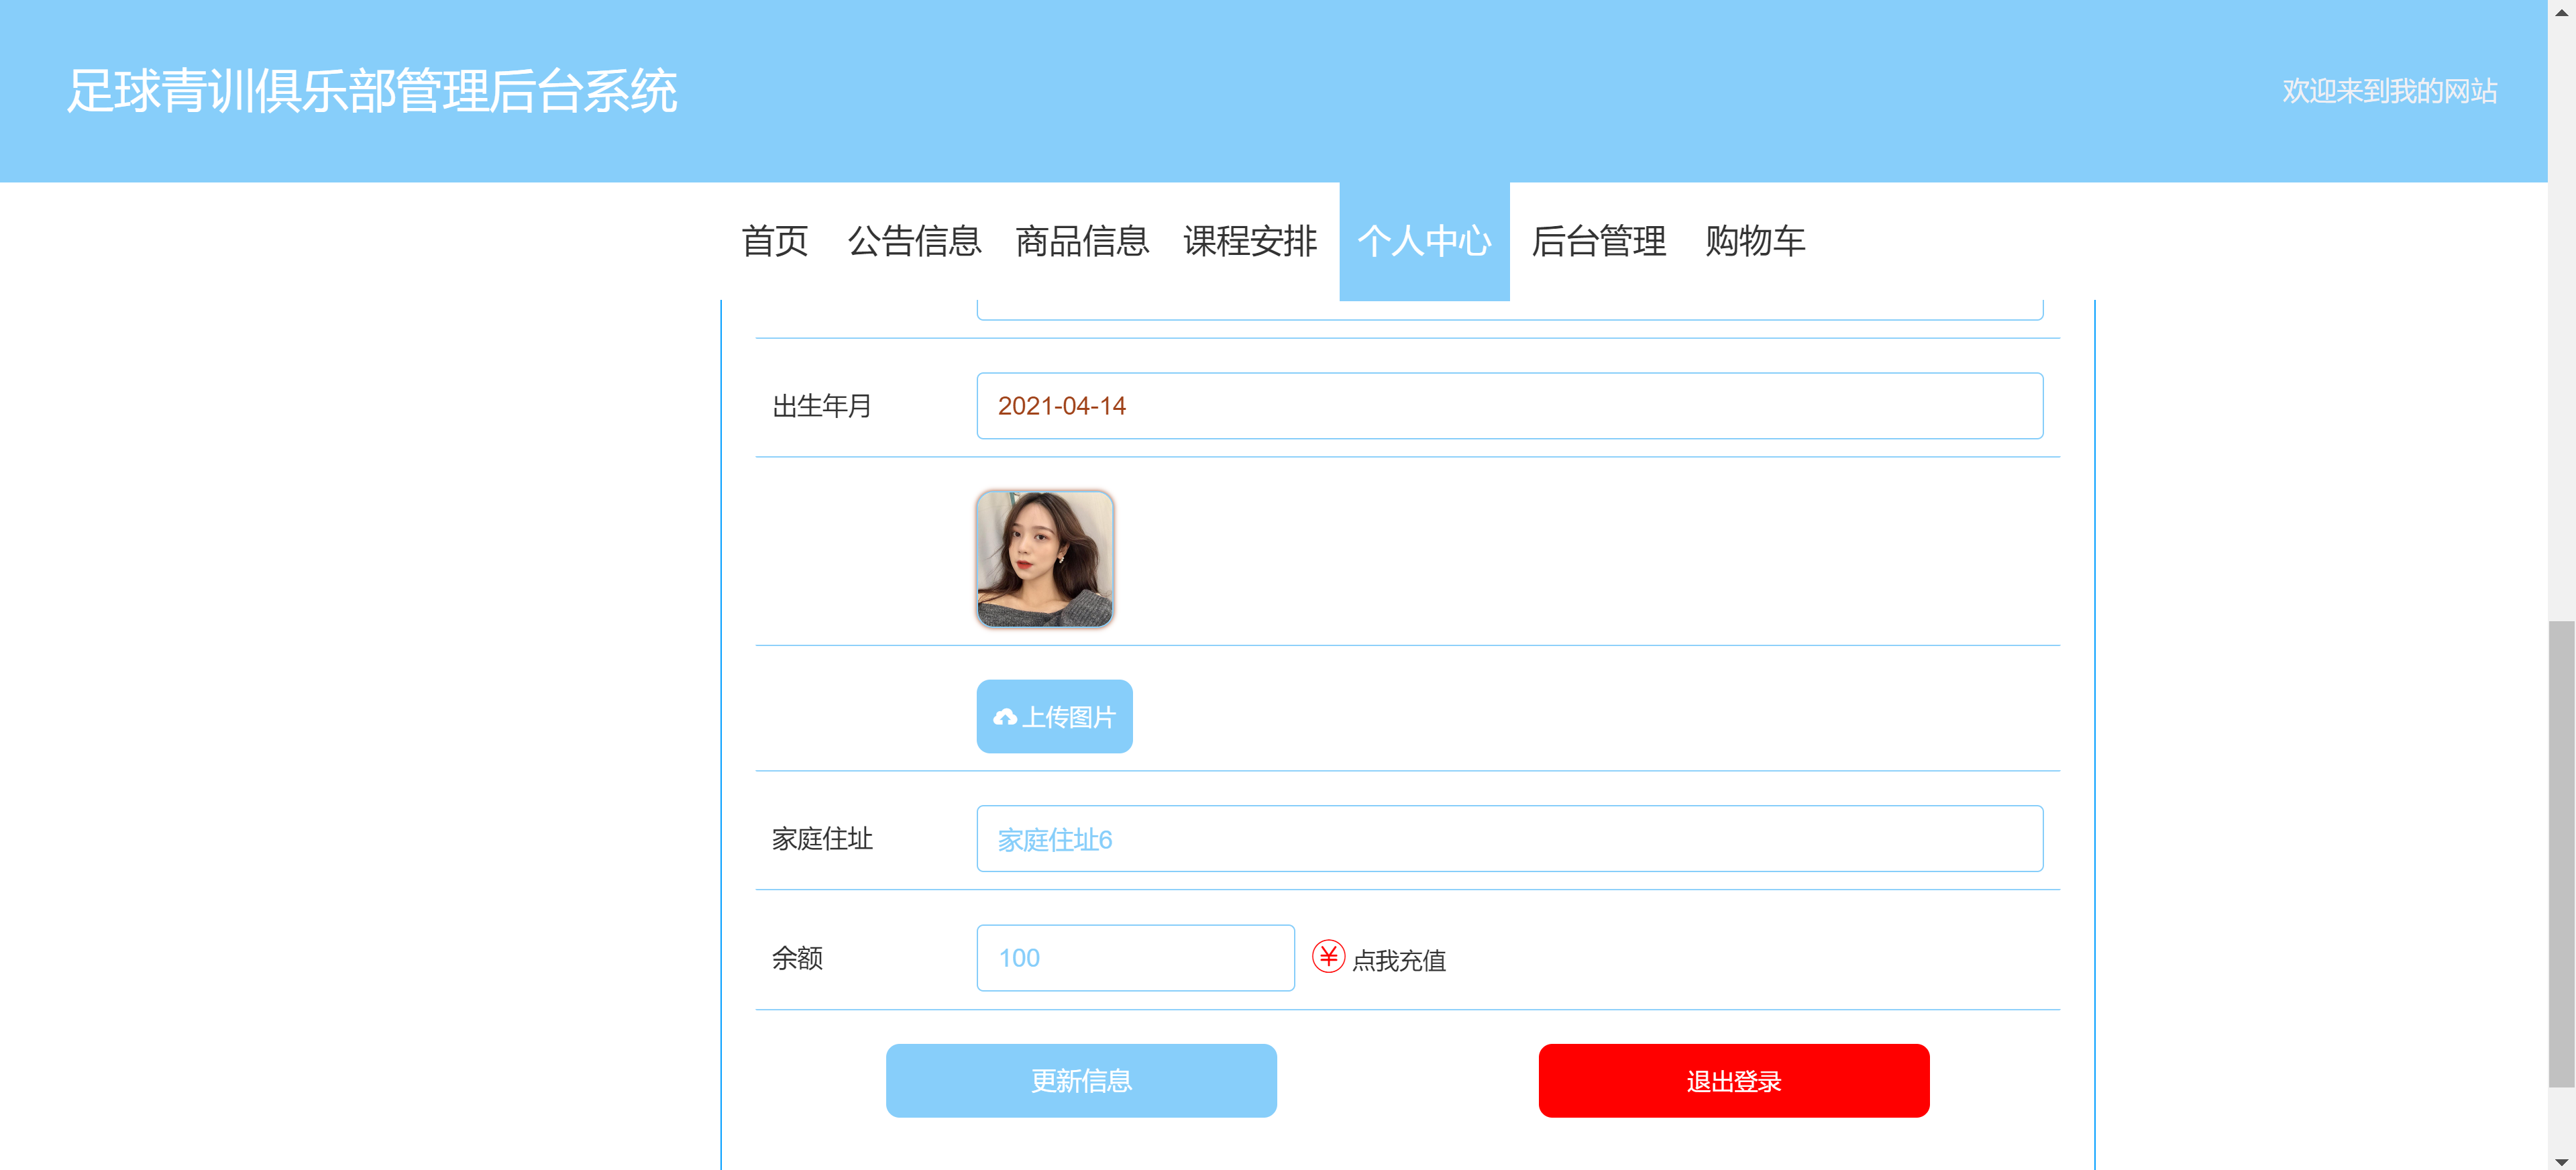 足球青训俱乐部管理后台系统
欢迎来到我的网站
首页 公告信息 商品信息 课程安排 个人中心 后台管理 购物车
出生年月 2021-04-14
上传图片
家庭住址 家庭住址6
余额 100 ¥ 点我充值
更新信息 退出登录